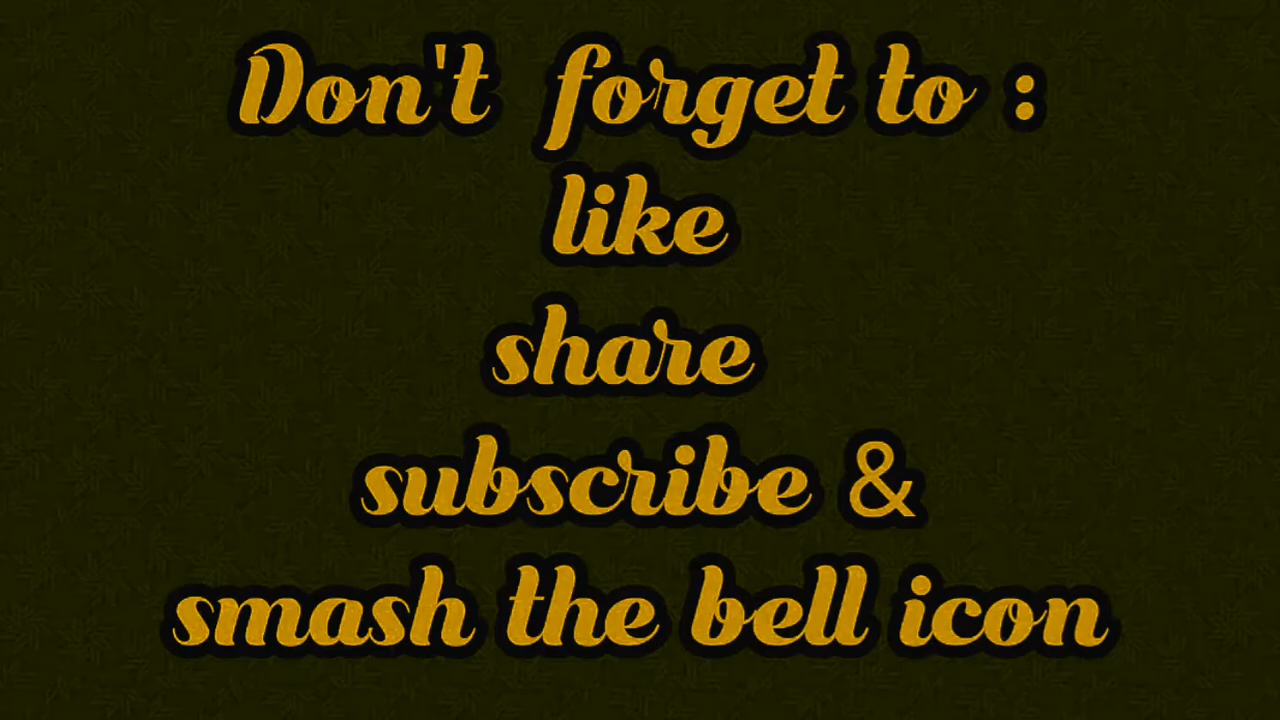 Don't forget to :
like
share
subscribe &
smash the bell icon